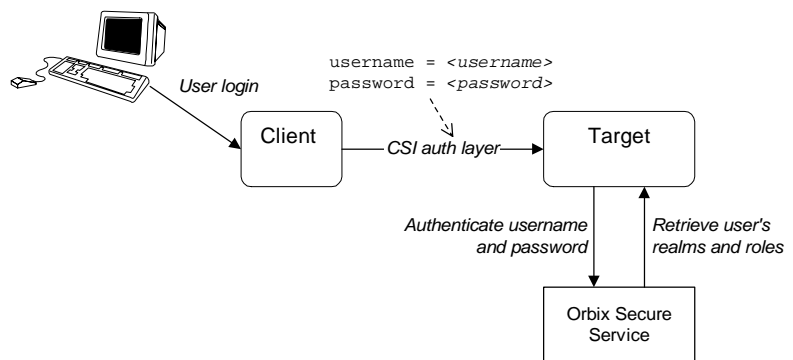 username = <username>
password = <password>
User login
Client
CSI auth layer
Target
Authenticate username
and password
Retrieve user's
realms and roles
Orbix Secure
Service